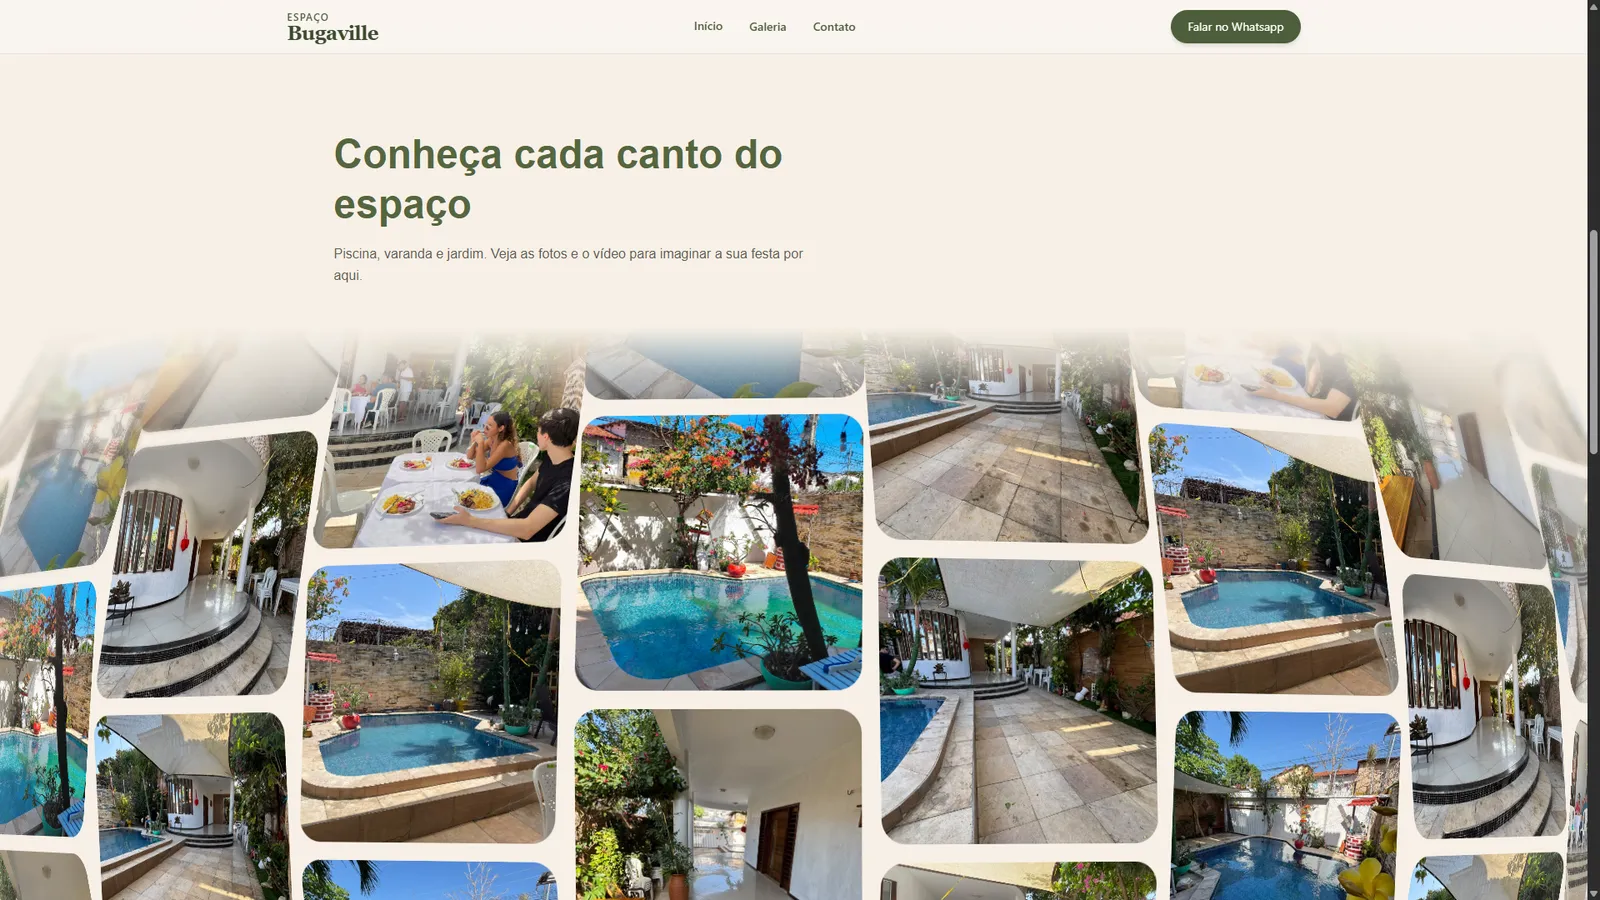 ESPAÇO
Bugaville
Início
Galeria
Contato
Falar no Whatsapp
Conheça cada canto do
espaço
Piscina, varanda e jardim. Veja as fotos e o vídeo para imaginar a sua festa por
aqui.